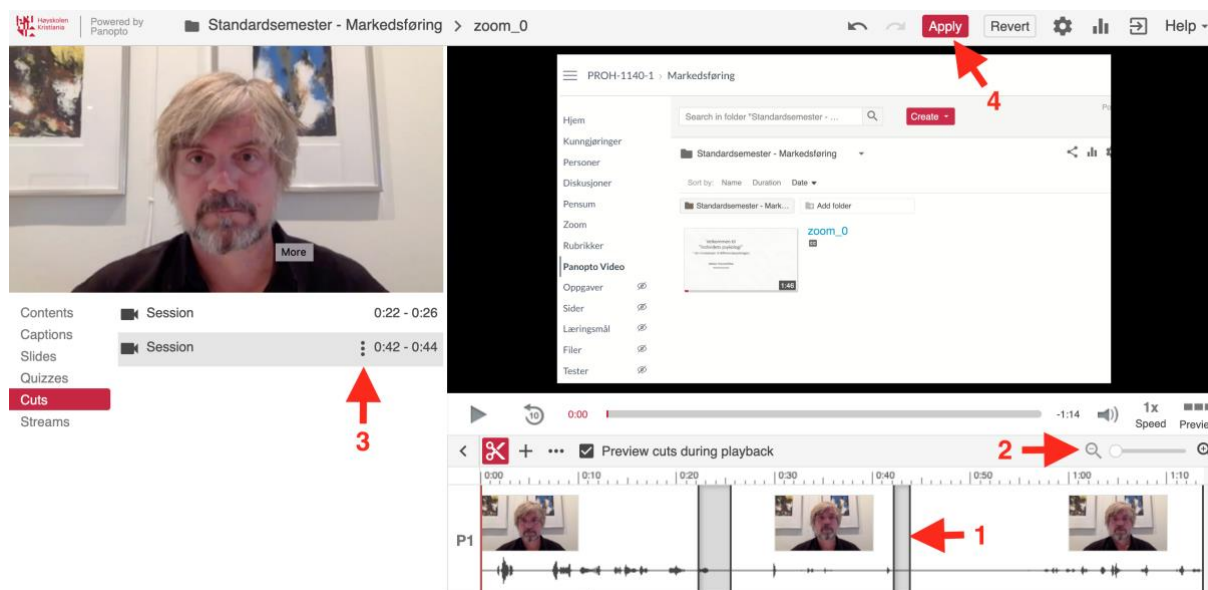 Høyskolen
Kristiania
Powered by
Panopto
Standardsemester - Markedsføring > zoom_0
Apply
Revert
Help
4
PROH-1140-1 > Markedsføring
Search in folder "Standardsemester - ...
Create
Hjem
Kunngjøringer
Personer
Diskusjoner
Pensum
Zoom
Rubrikker
Panopto Video
Oppgaver
Sider
Læringsmål
Filer
Tester
Standardsemester - Markedsføring
Sort by: Name Duration Date
Standardsemester - Mark...
Add folder
zoom_0
1:46
More
Contents
Captions
Slides
Quizzes
Cuts
Streams
Session 0:22 - 0:26
Session 0:42 - 0:44
3
10
0:00
-1:14
1x
Speed
Previe
Preview cuts during playback
2
0:00 0:10 0:20 0:30 0:40 0:50 1:00 1:10
P1
1